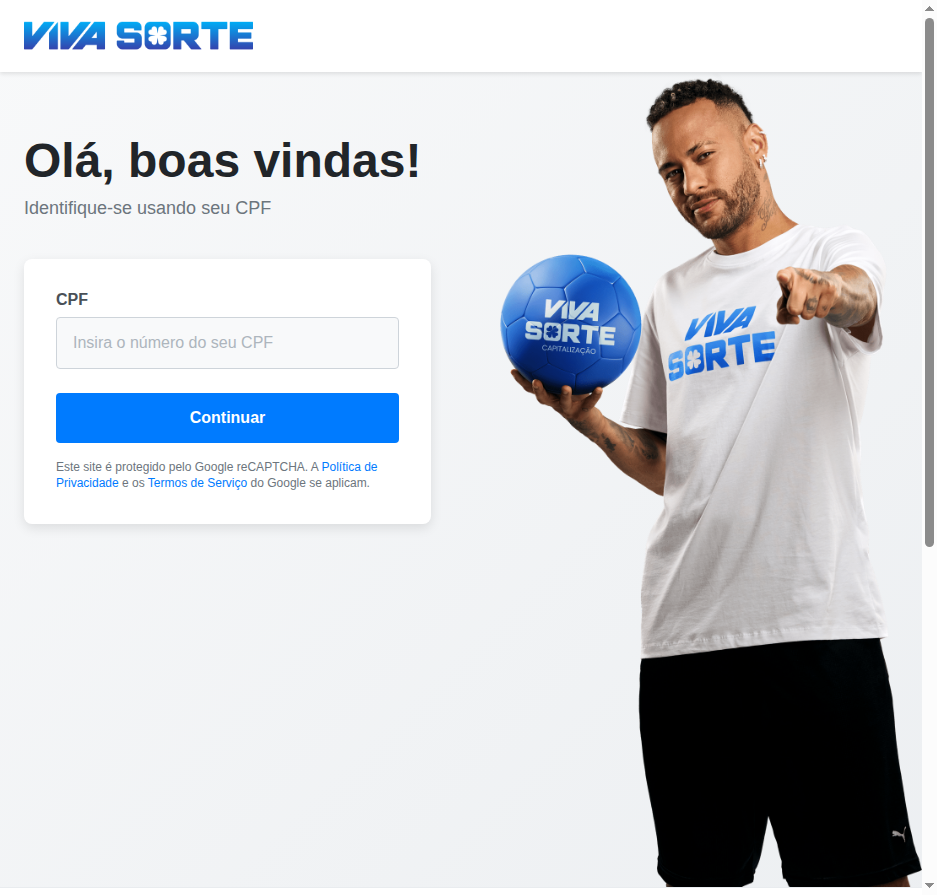 VIVA SORTE
Olá, boas vindas!
Identifique-se usando seu CPF
CPF
Insira o número do seu CPF
Continuar
Este site é protegido pelo Google reCAPTCHA. A Política de
Privacidade e os Termos de Serviço do Google se aplicam.
VIVA
SORTE
CAPITALIZAÇÃO
VIVA
SORTE